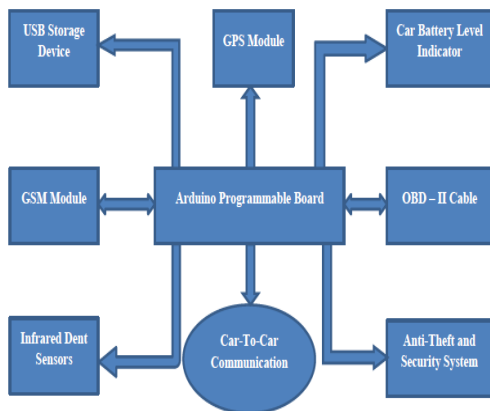 USB Storage
Device
GPS Module
Car Battery Level
Indicator
GSM Module
Arduino Programmable Board
OBD – II Cable
Infrared Dent
Sensors
Car-To-Car
Communication
Anti-Theft and
Security System